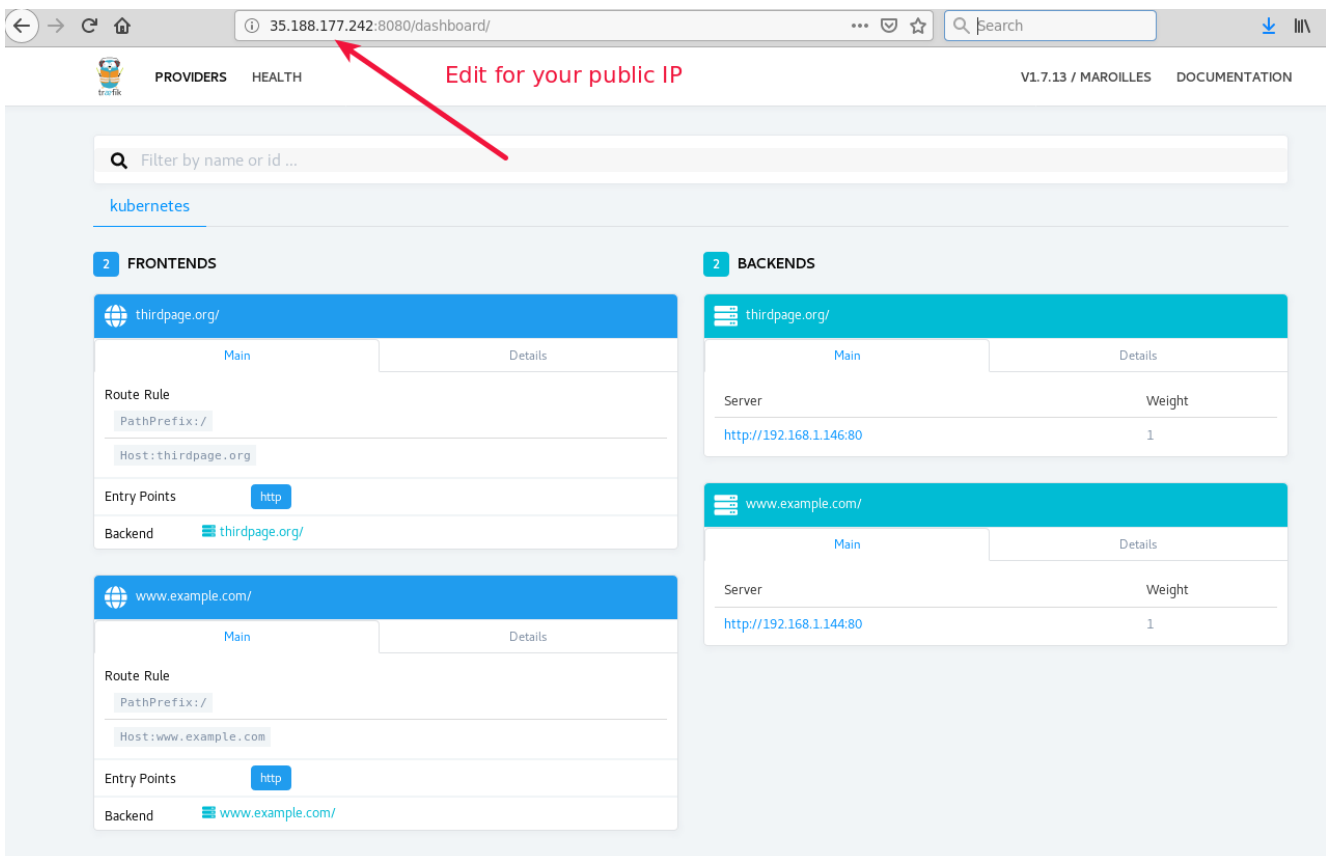 35.188.177.242:8080/dashboard/
Search
træfik
PROVIDERS HEALTH
Edit for your public IP
V1.7.13 / MAROILLES DOCUMENTATION
Filter by name or id ...
kubernetes
2 FRONTENDS
thirdpage.org/
Main Details
Route Rule
PathPrefix:/
Host:thirdpage.org
Entry Points http
Backend thirdpage.org/
www.example.com/
Main Details
Route Rule
PathPrefix:/
Host:www.example.com
Entry Points http
Backend www.example.com/
2 BACKENDS
thirdpage.org/
Main Details
Server Weight
http://192.168.1.146:80 1
www.example.com/
Main Details
Server Weight
http://192.168.1.144:80 1